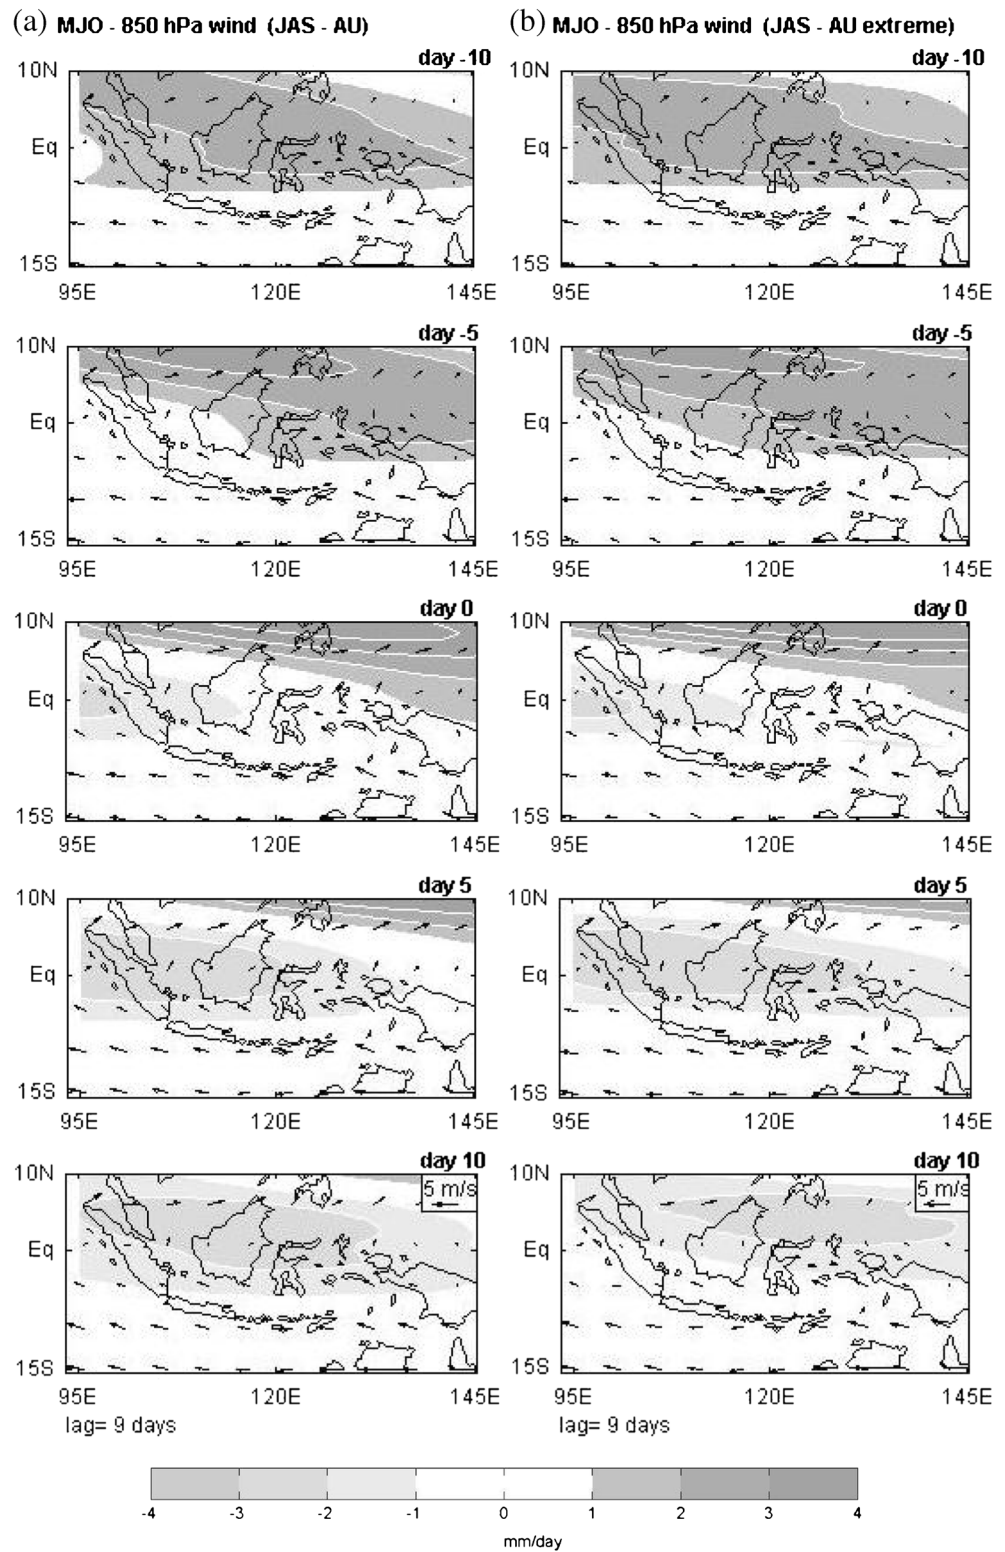 (a) MJO - 850 hPa wind (JAS - AU)
(b) MJO - 850 hPa wind (JAS - AU extreme)
day -10
day -10
10N
Eq
15S
95E 120E 145E
10N
Eq
15S
95E 120E 145E
day -5
day -5
10N
Eq
15S
95E 120E 145E
10N
Eq
15S
95E 120E 145E
day 0
day 0
10N
Eq
15S
95E 120E 145E
10N
Eq
15S
95E 120E 145E
day 5
day 5
10N
Eq
15S
95E 120E 145E
10N
Eq
15S
95E 120E 145E
day 10
day 10
10N
5 m/s
Eq
15S
95E 120E 145E
10N
5 m/s
Eq
15S
95E 120E 145E
lag= 9 days
lag= 9 days
-4 -3 -2 -1 0 1 2 3 4
mm/day